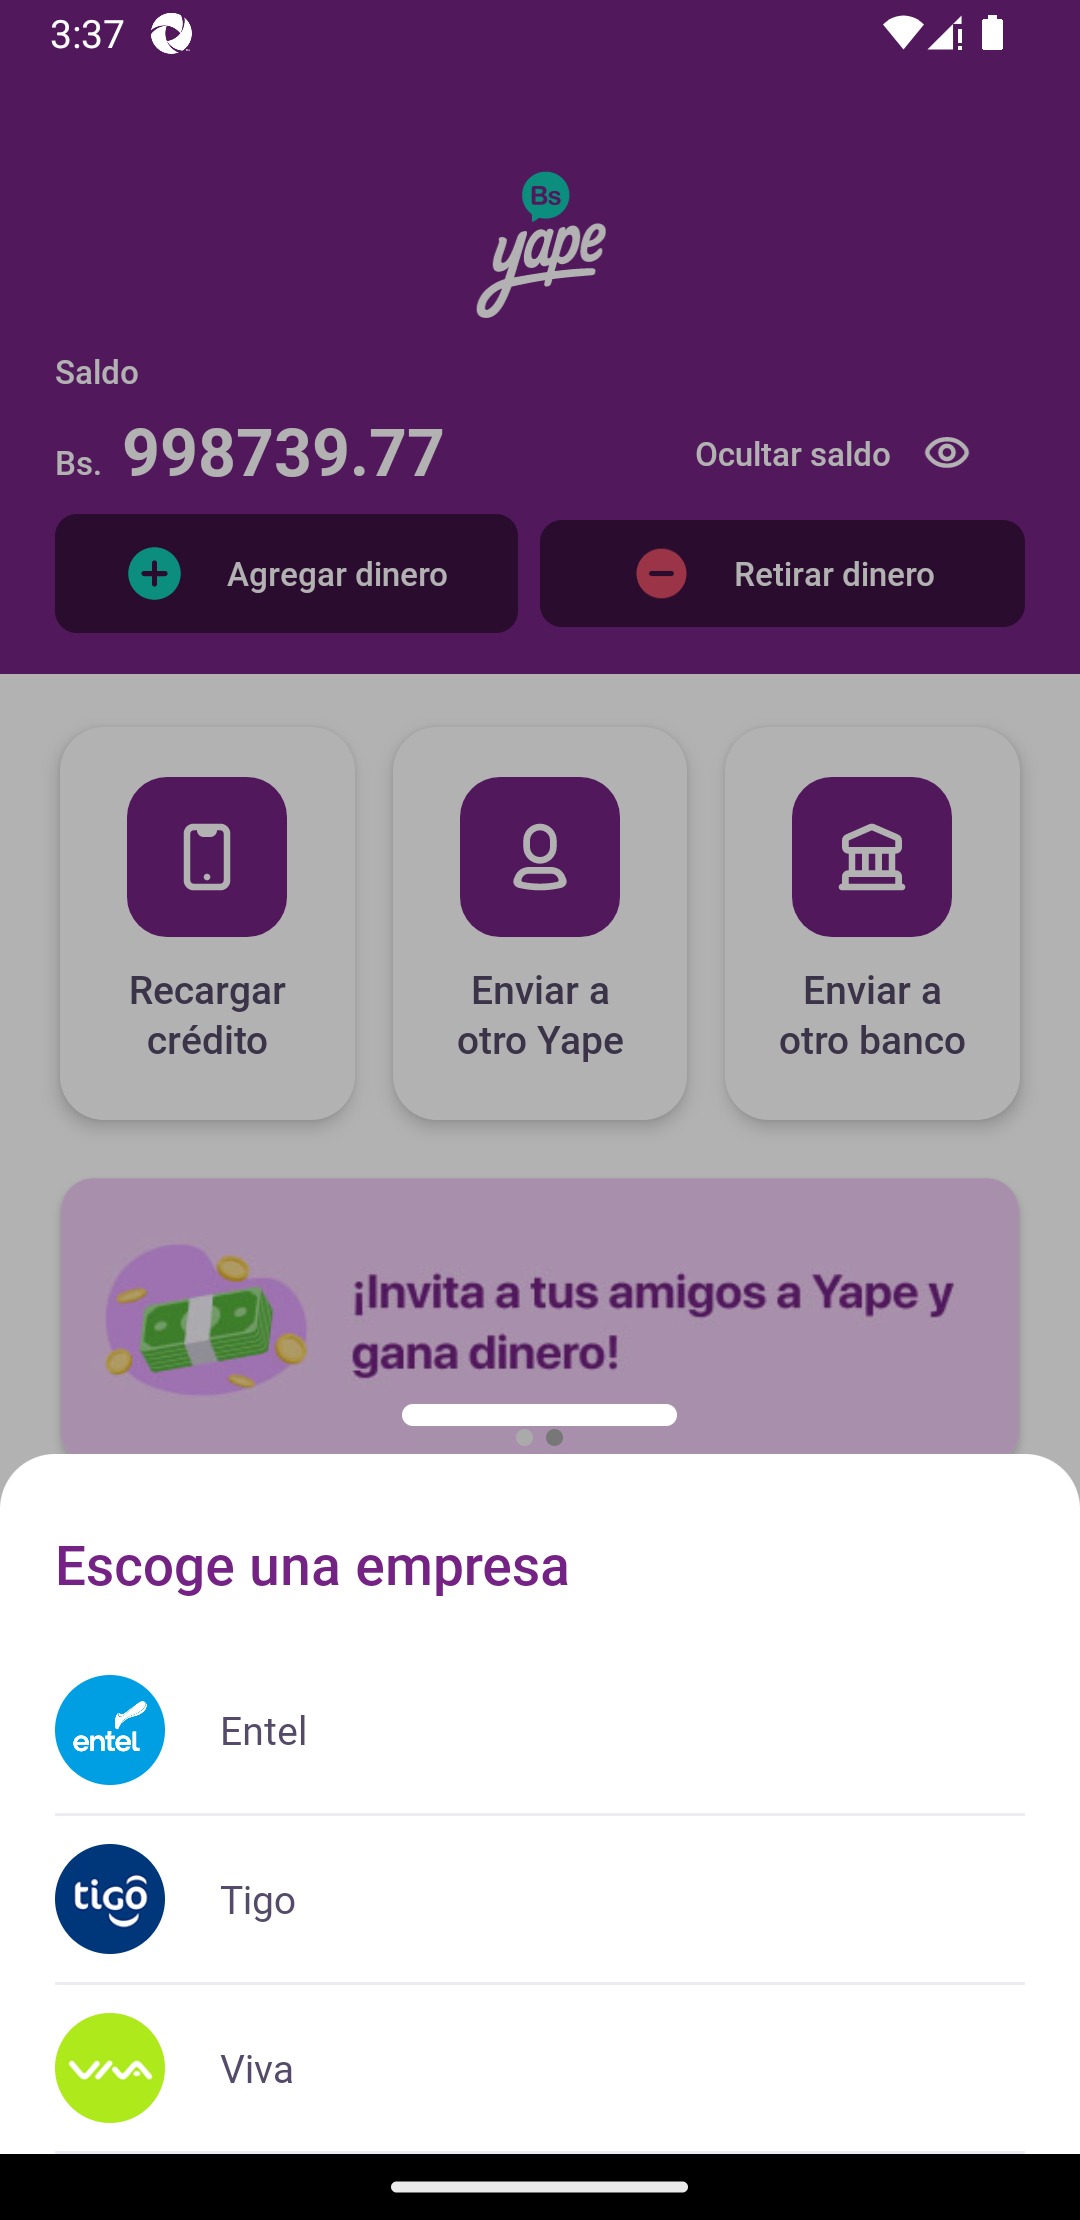 3:37
Bs
yape
Saldo
Bs. 998739.77
Ocultar saldo
Agregar dinero
Retirar dinero
Recargar
crédito
Enviar a
otro Yape
Enviar a
otro banco
¡Invita a tus amigos a Yape y
gana dinero!
Escoge una empresa
entel
Entel
tigo
Tigo
VIVA
Viva